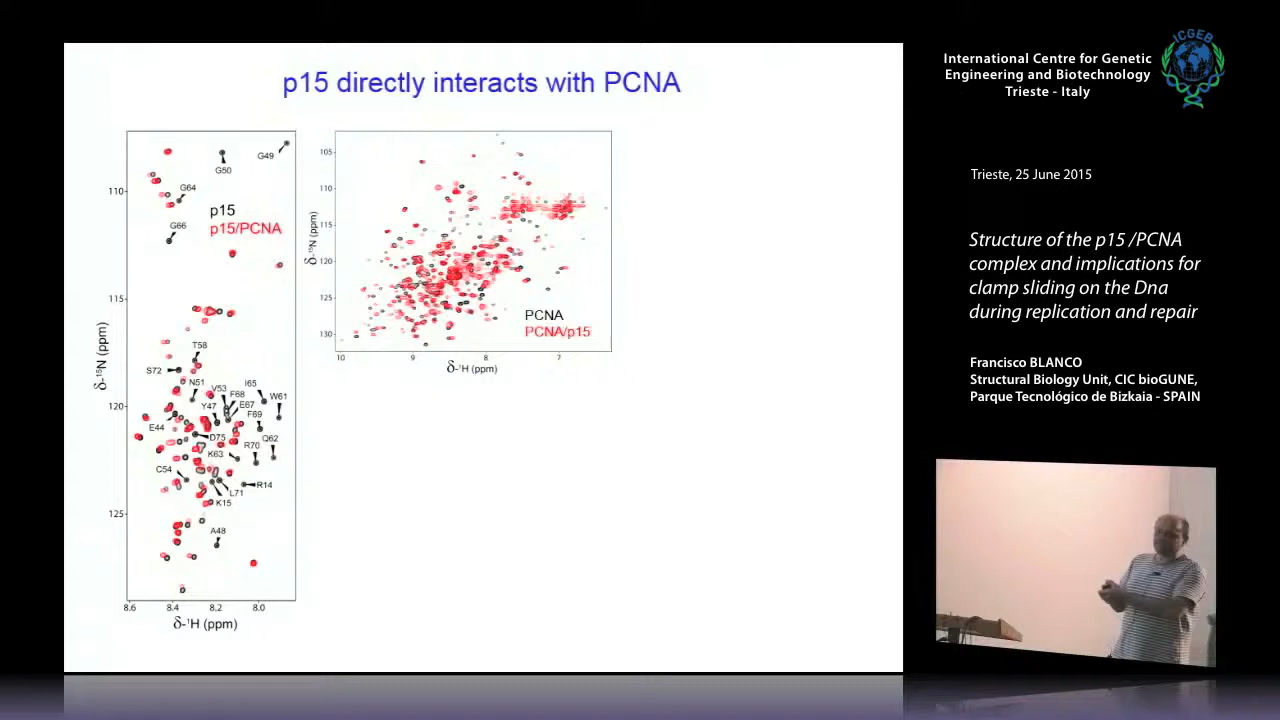 p15 directly interacts with PCNA
G49
G50
G64
G66
p15
p15/PCNA
T58
S72
N51
V53
I65
F68
W61
Y47
E67
F69
E44
D75
Q62
K63
R70
C54
L71
R14
K15
A48
110
115
120
125
8.6
8.4
8.2
8.0
δ-¹⁵N (ppm)
δ-¹H (ppm)
105
110
115
120
125
130
10
9
8
7
δ-¹⁵N (ppm)
δ-¹H (ppm)
PCNA
PCNA/p15
International Centre for Genetic
Engineering and Biotechnology
Trieste - Italy
ICGEB
Trieste, 25 June 2015
Structure of the p15 /PCNA
complex and implications for
clamp sliding on the Dna
during replication and repair
Francisco BLANCO
Structural Biology Unit, CIC bioGUNE,
Parque Tecnológico de Bizkaia - SPAIN